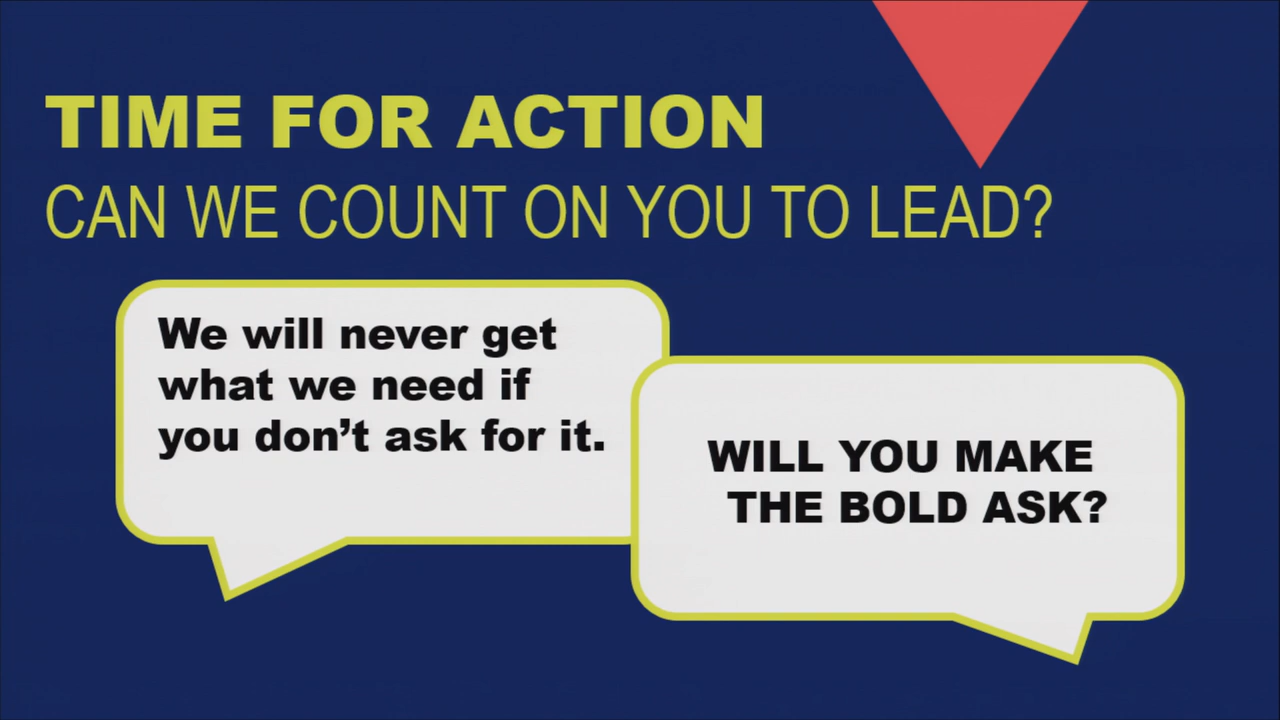 TIME FOR ACTION
CAN WE COUNT ON YOU TO LEAD?
We will never get
what we need if
you don’t ask for it.
WILL YOU MAKE
THE BOLD ASK?